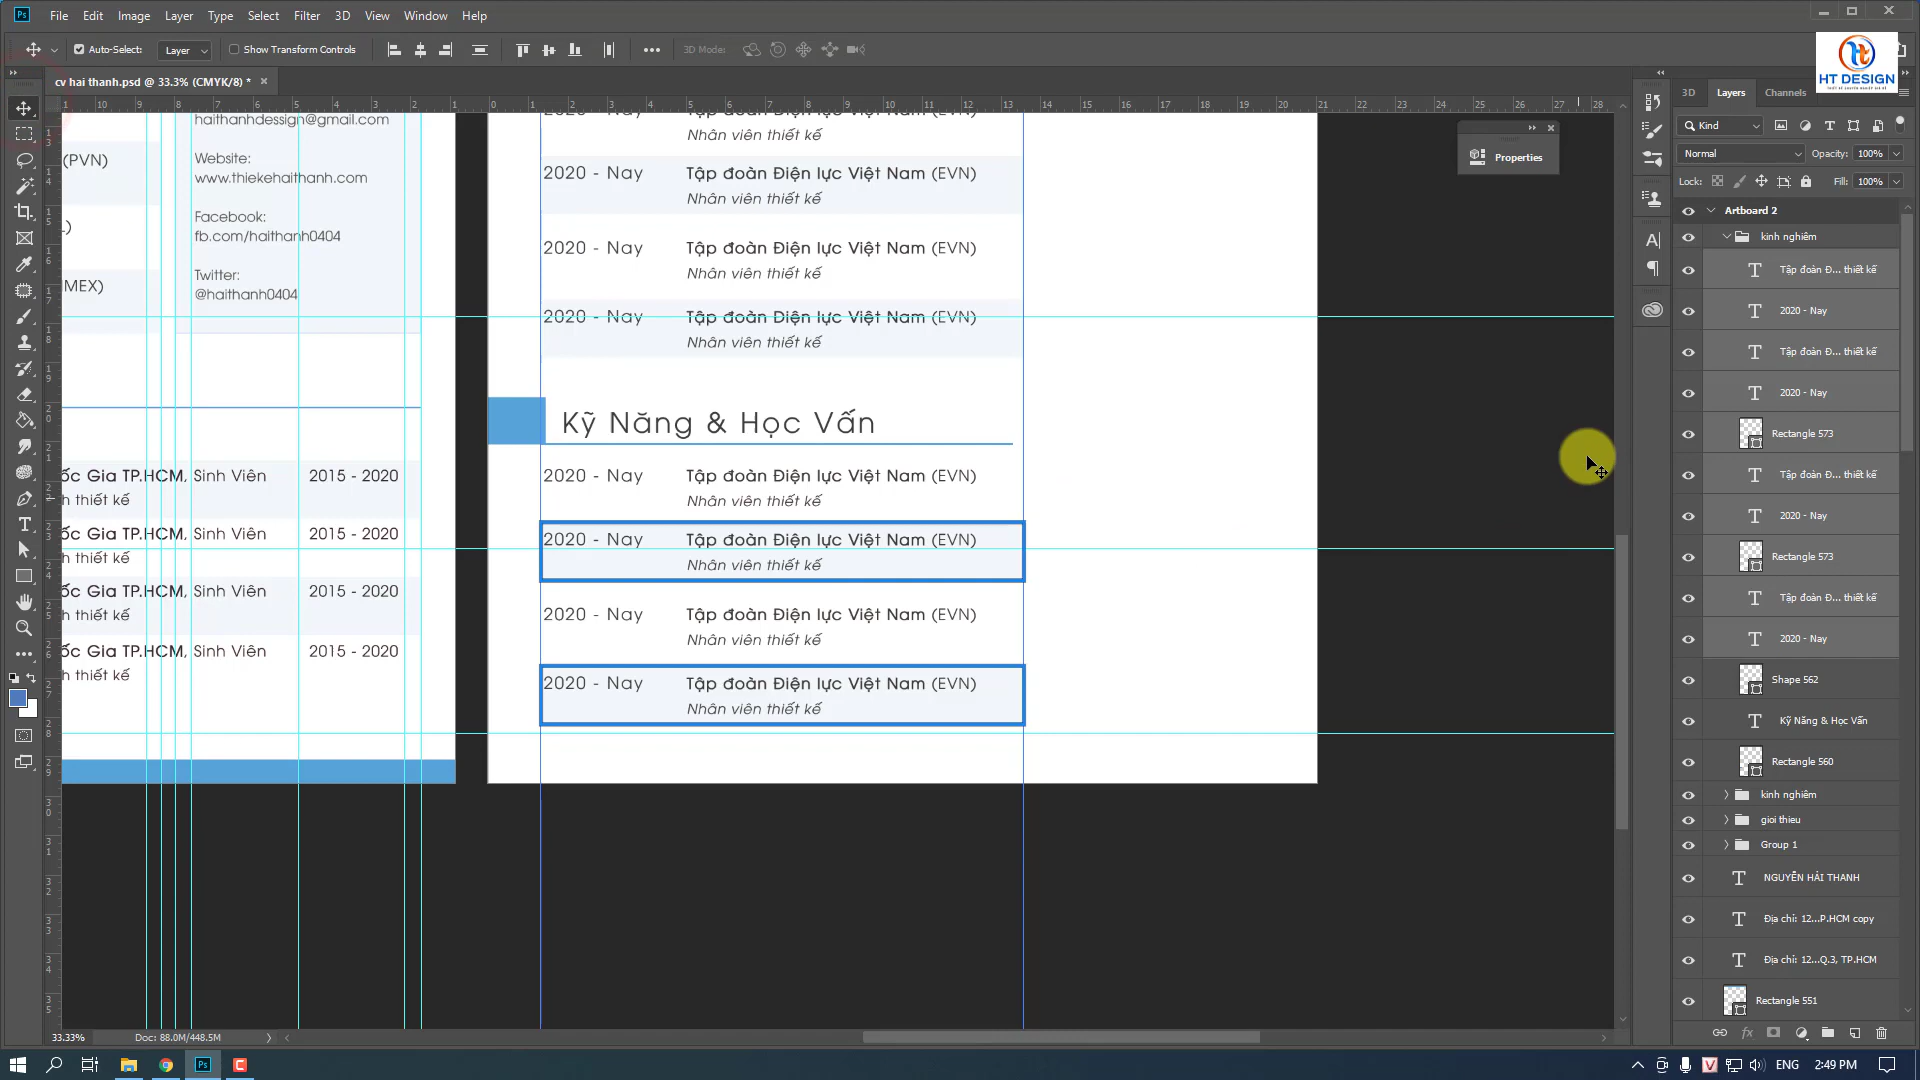 File Edit Image Layer Type Select Filter 3D View Window Help
Auto-Select: Layer Show Transform Controls 3D Mode:
HT DESIGN
cv hai thanh.psd @ 33.3% (CMYK/8) *
3D Layers Channels
Kind
Normal Opacity: 100%
Lock: Fill: 100%
Properties
haithanhdessign@gmail.com
(PVN)
Website:
www.thiekehaithanh.com
Facebook:
fb.com/haithanh0404
MEX)
Twitter:
@haithanh0404
Nhân viên thiết kế
2020 - Nay Tập đoàn Điện lực Việt Nam (EVN)
Nhân viên thiết kế
2020 - Nay Tập đoàn Điện lực Việt Nam (EVN)
Nhân viên thiết kế
2020 - Nay Tập đoàn Điện lực Việt Nam (EVN)
Nhân viên thiết kế
Kỹ Năng & Học Vấn
2020 - Nay Tập đoàn Điện lực Việt Nam (EVN)
Nhân viên thiết kế
2020 - Nay Tập đoàn Điện lực Việt Nam (EVN)
Nhân viên thiết kế
2020 - Nay Tập đoàn Điện lực Việt Nam (EVN)
Nhân viên thiết kế
2020 - Nay Tập đoàn Điện lực Việt Nam (EVN)
Nhân viên thiết kế
ốc Gia TP.HCM, Sinh Viên 2015 - 2020
h thiết kế
ốc Gia TP.HCM, Sinh Viên 2015 - 2020
h thiết kế
ốc Gia TP.HCM, Sinh Viên 2015 - 2020
h thiết kế
ốc Gia TP.HCM, Sinh Viên 2015 - 2020
h thiết kế
Artboard 2
kinh nghiêm
Tập đoàn Đ... thiết kế
2020 - Nay
Tập đoàn Đ... thiết kế
2020 - Nay
Rectangle 573
Tập đoàn Đ... thiết kế
2020 - Nay
Rectangle 573
Tập đoàn Đ... thiết kế
2020 - Nay
Shape 562
Kỹ Năng & Học Vấn
Rectangle 560
kinh nghiêm
gioi thieu
Group 1
NGUYỄN HẢI THANH
Địa chỉ: 12...P.HCM copy
Địa chỉ: 12...Q.3, TP.HCM
Rectangle 551
33.33% Doc: 88.0M/448.5M
ENG 2:49 PM